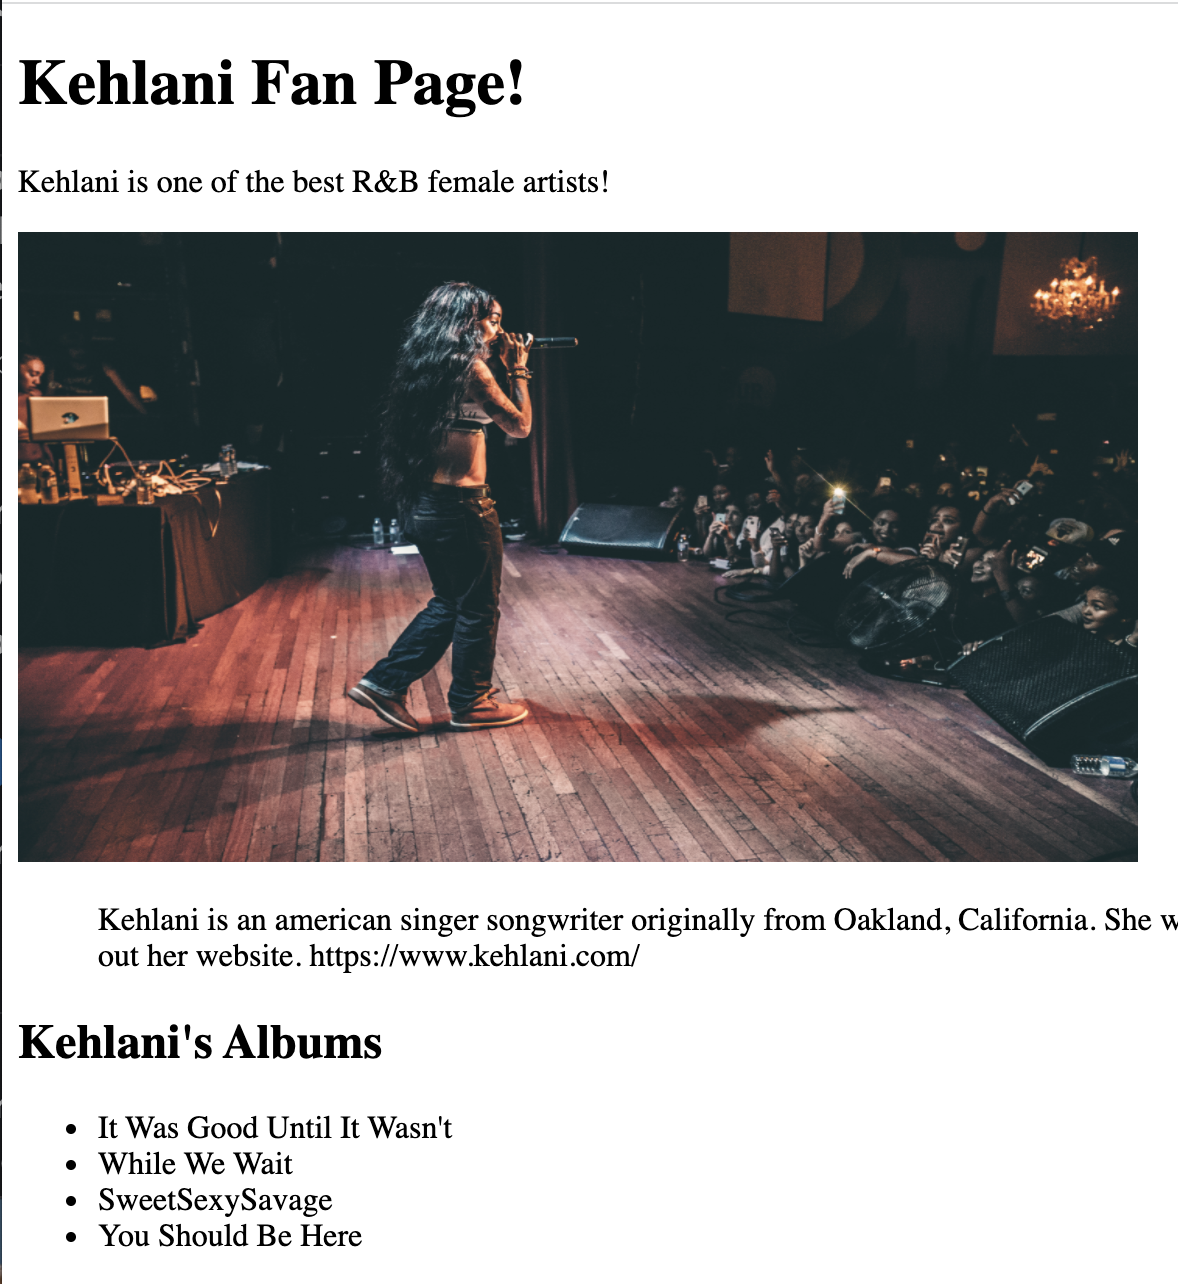 Kehlani Fan Page!
Kehlani is one of the best R&B female artists!
Kehlani is an american singer songwriter originally from Oakland, California. She w
out her website. https://www.kehlani.com/
Kehlani's Albums
It Was Good Until It Wasn't
While We Wait
SweetSexySavage
You Should Be Here